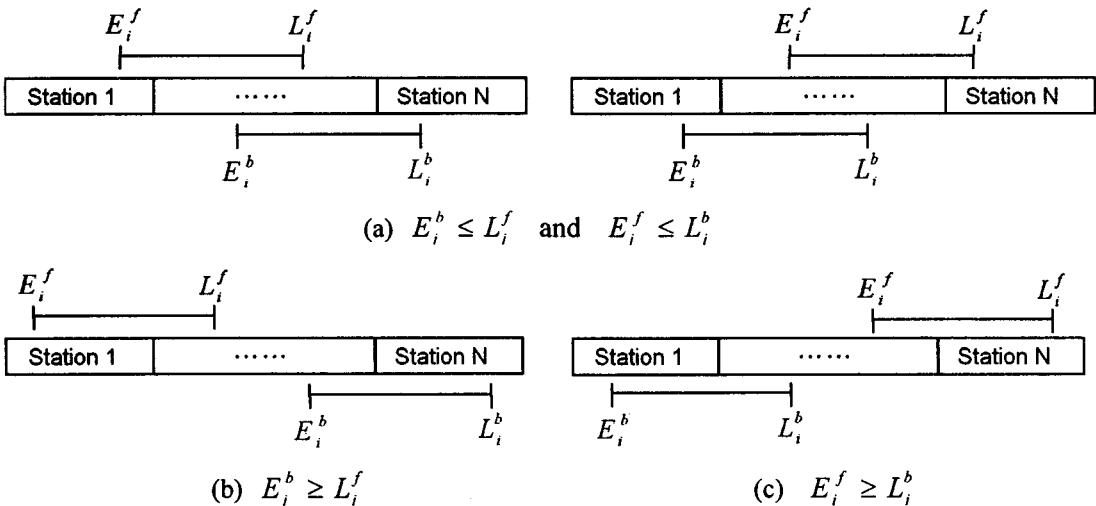 E_i^f L_i^f E_i^f L_i^f
Station 1 ...... Station N Station 1 ...... Station N
E_i^b L_i^b E_i^b L_i^b
(a) E_i^b ≤ L_i^f and E_i^f ≤ L_i^b
E_i^f L_i^f E_i^f L_i^f
Station 1 ...... Station N Station 1 ...... Station N
E_i^b L_i^b E_i^b L_i^b
(b) E_i^b ≥ L_i^f (c) E_i^f ≥ L_i^b